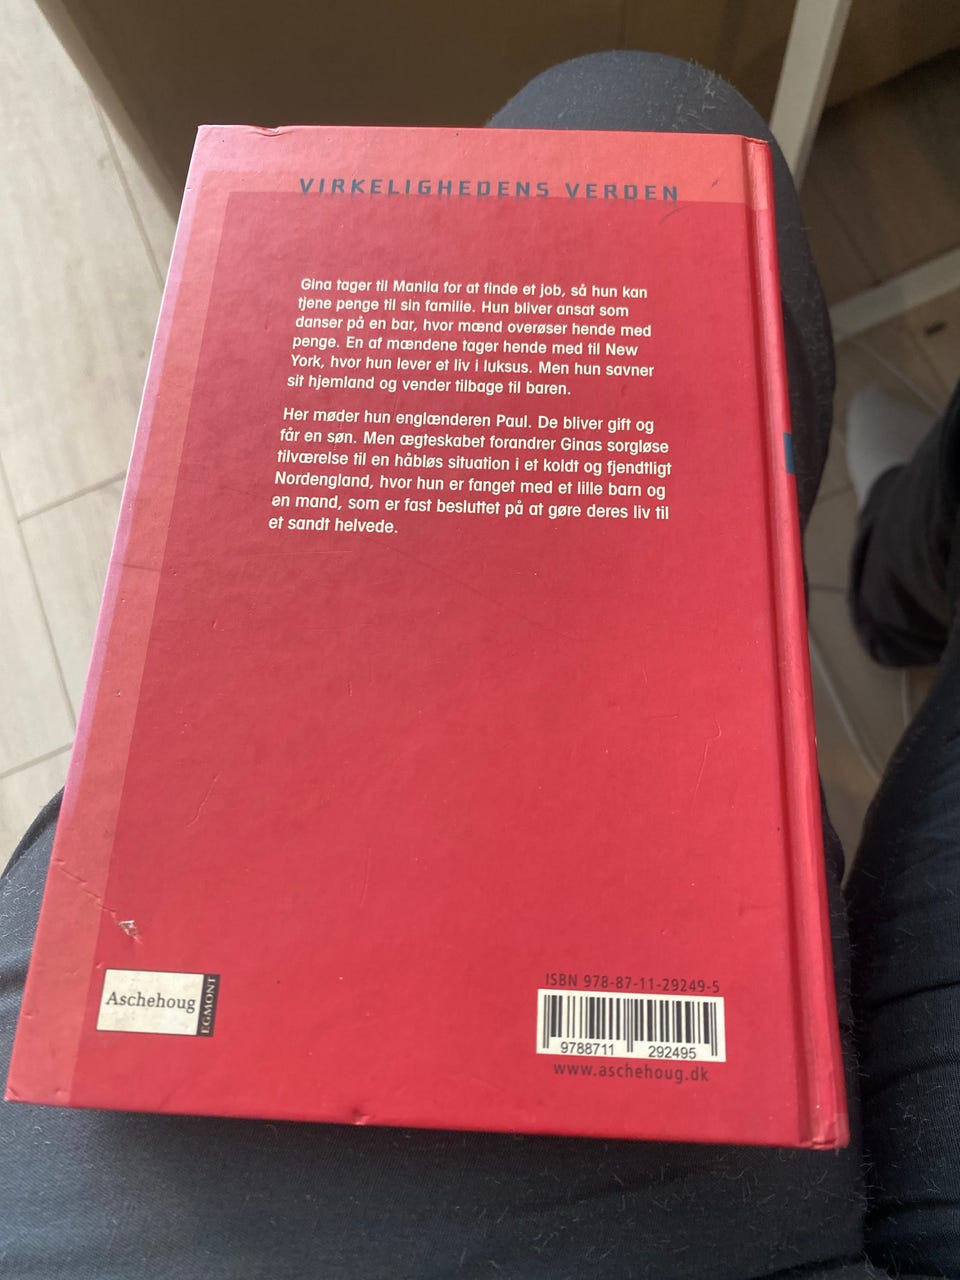 VIRKELIGHEDENS VERDEN
Gina tager til Manila for at finde et job, så hun kan
tjene penge til sin familie. Hun bliver ansat som
danser på en bar, hvor mænd overøser hende med
penge. En af mændene tager hende med til New
York, hvor hun lever et liv i luksus. Men hun savner
sit hjemland og vender tilbage til baren.
Her møder hun englænderen Paul. De bliver gift og
får en søn. Men ægteskabet forandrer Ginas sorgløse
tilværelse til en håbløs situation i et koldt og fjendtligt
Nordengland, hvor hun er fanget med et lille barn og
en mand, som er fast besluttet på at gøre deres liv til
et sandt helvede.
Aschehoug
EGMONT
ISBN 978-87-11-29249-5
9788711 292495
www.aschehoug.dk